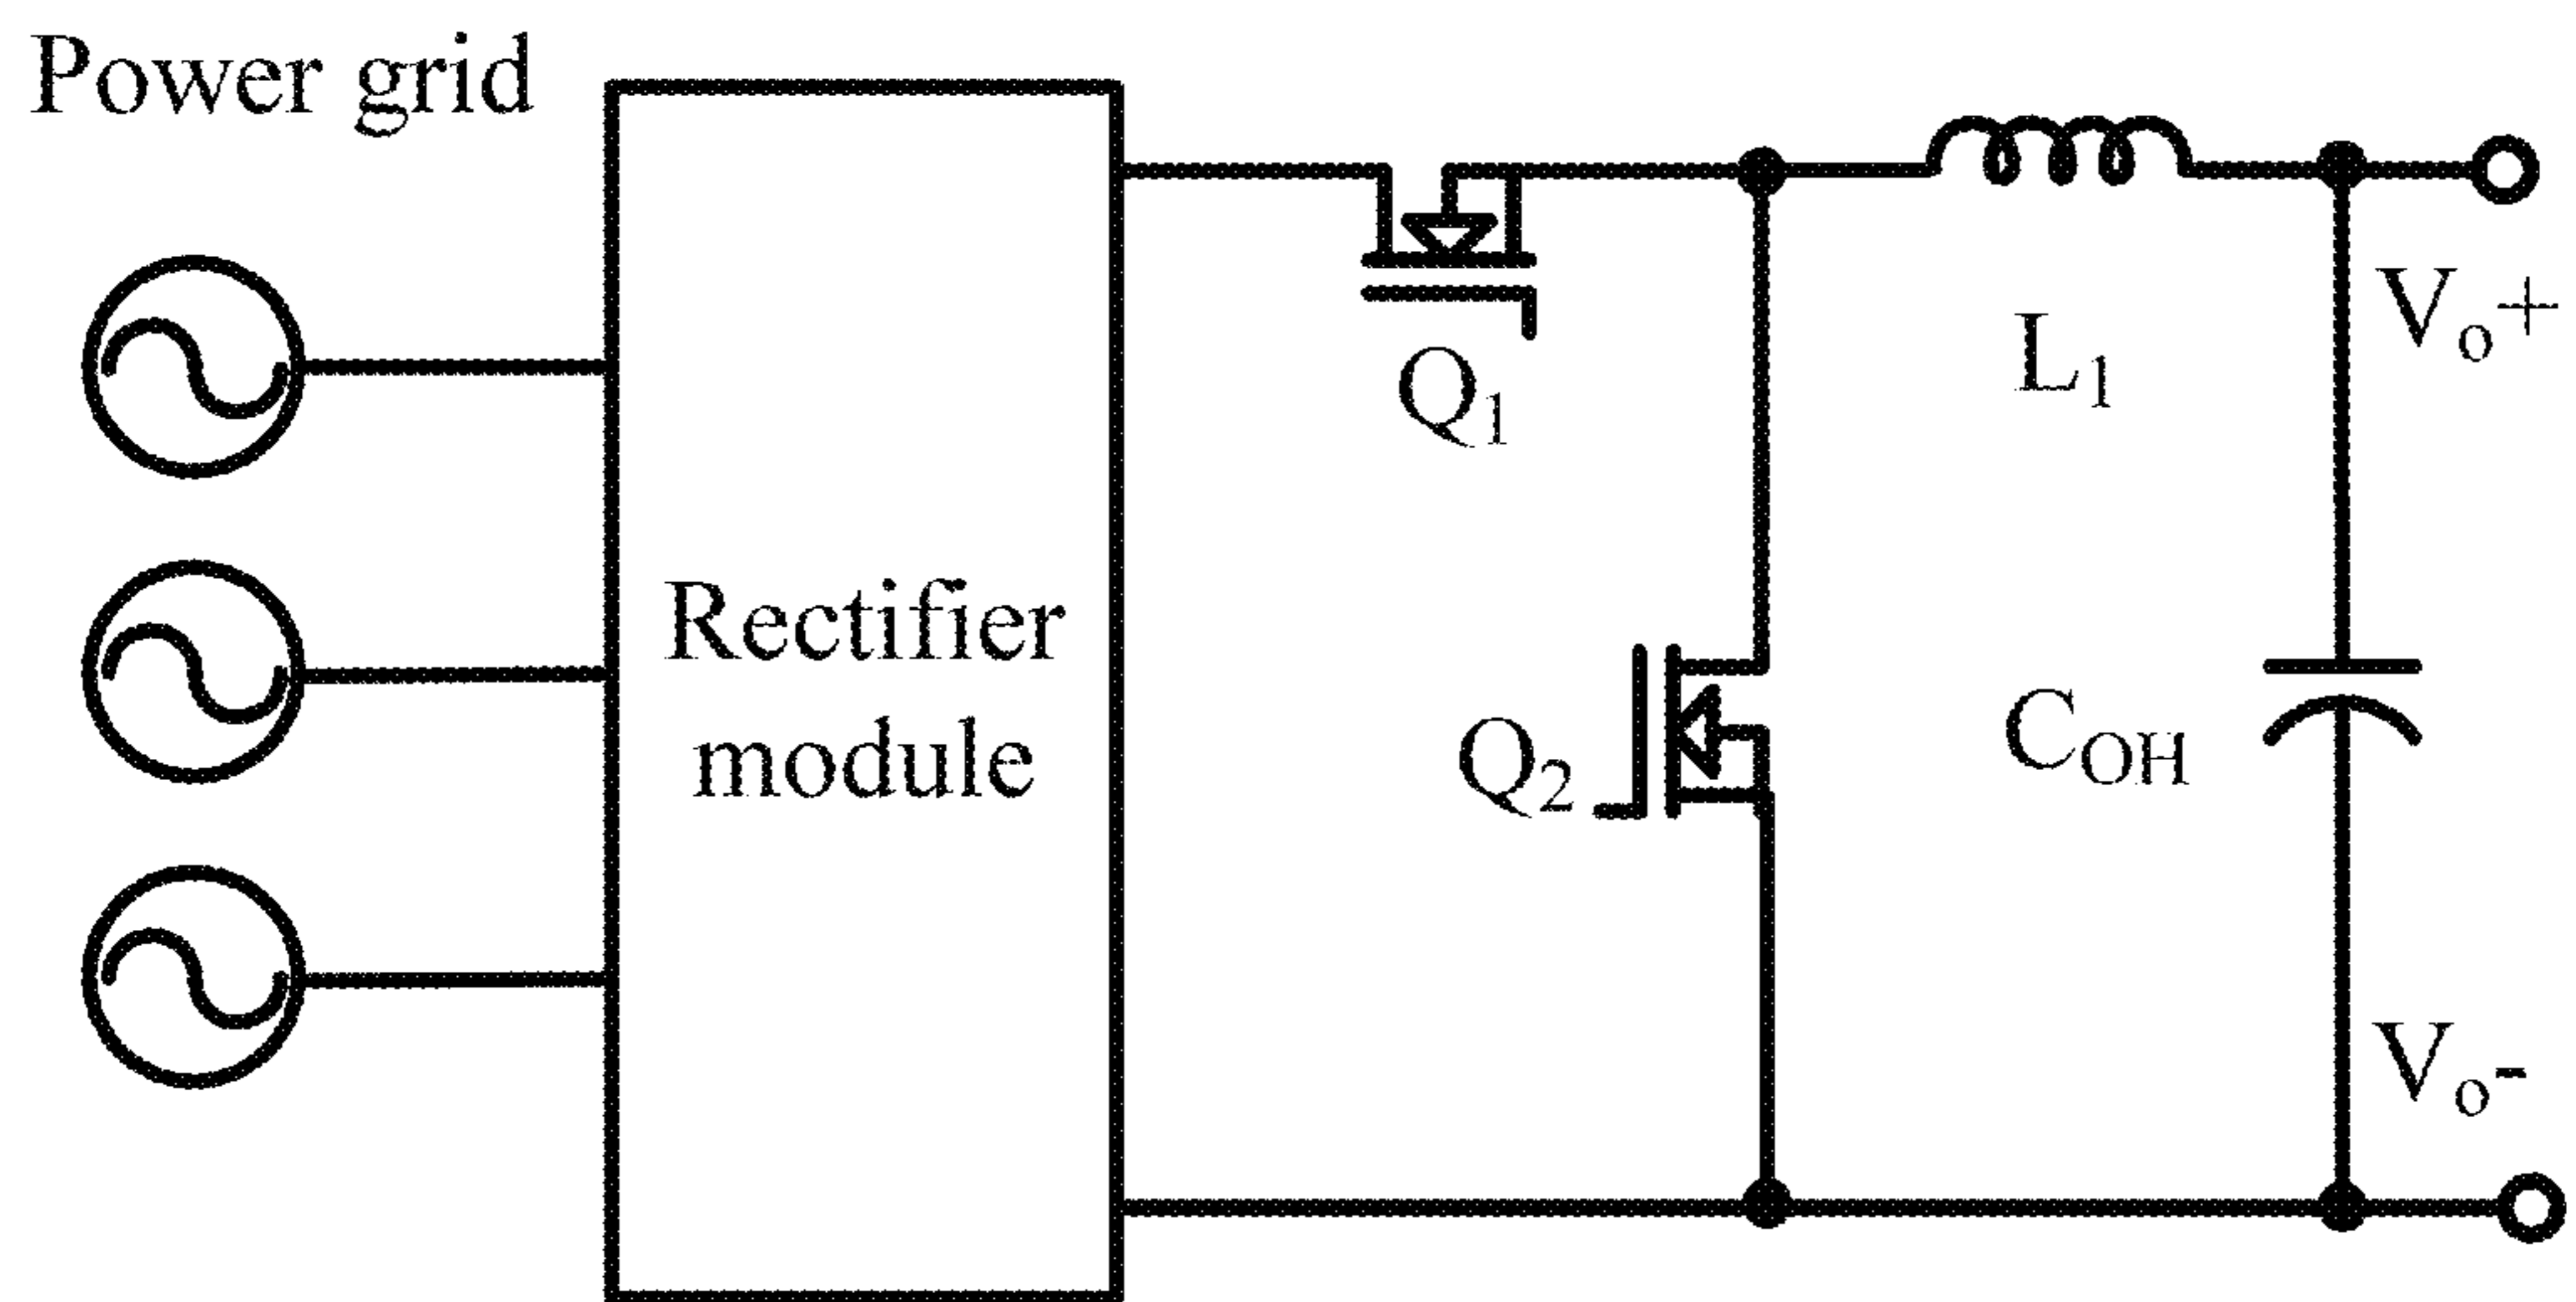 Power grid
Rectifier
module
Q1
L1
Vo+
Q2
COH
Vo-